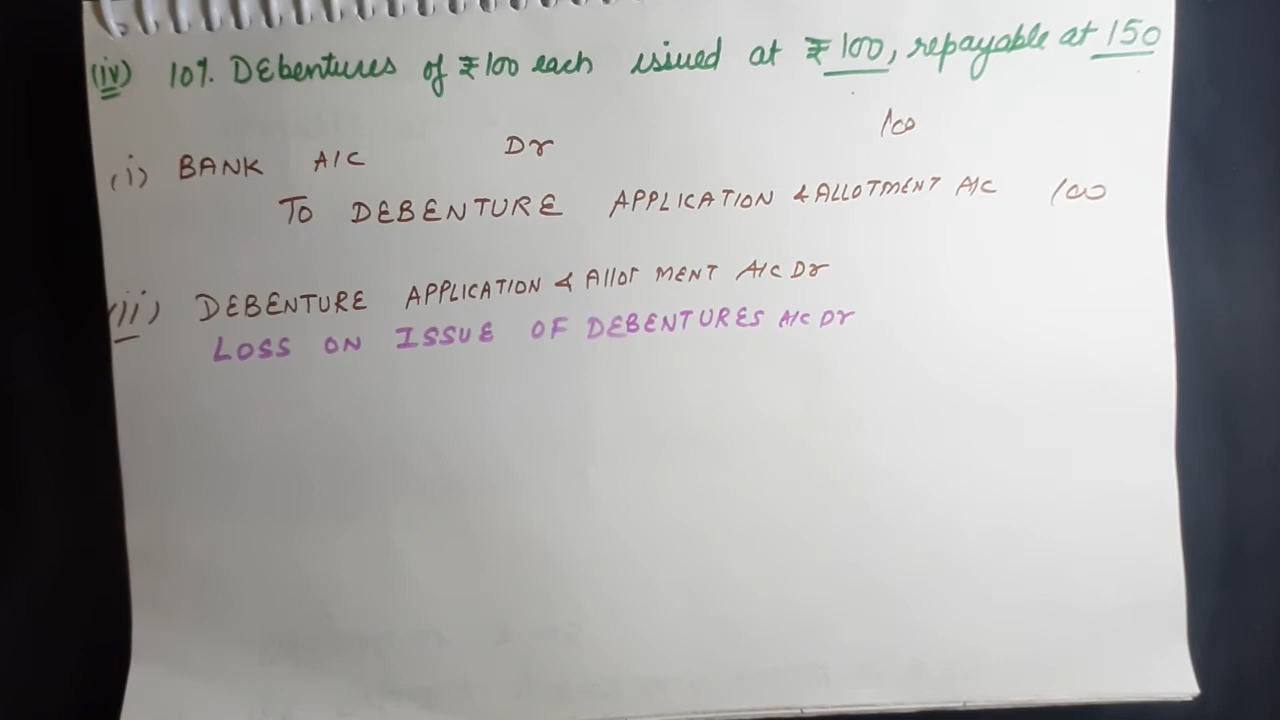 (iv) 10%. Debentures of ₹100 each issued at ₹100, repayable at 150
(i) BANK A/C Dr 100
TO DEBENTURE APPLICATION & ALLOTMENT A/C 100
(ii) DEBENTURE APPLICATION & Allot MENT A/C Dr
LOSS ON ISSUE OF DEBENTURES A/C Dr